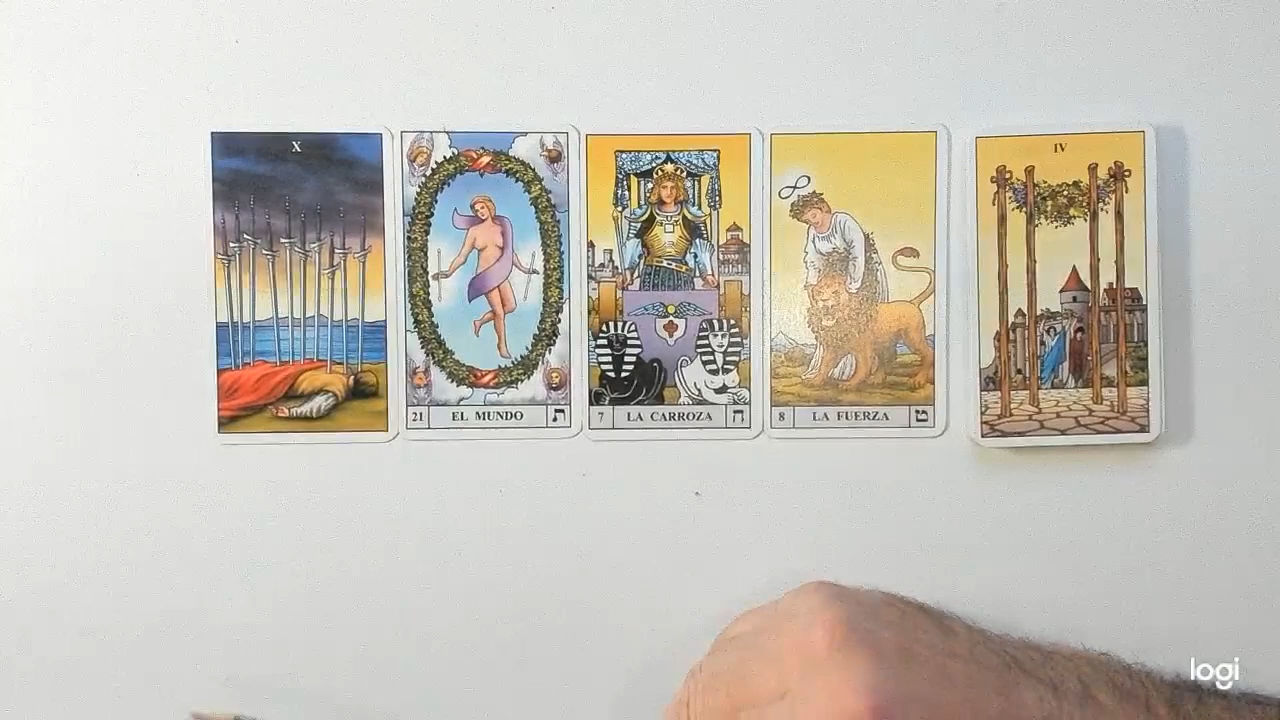 X
21 EL MUNDO ת
7 LA CARROZA ח
8 LA FUERZA ט
IV
logi